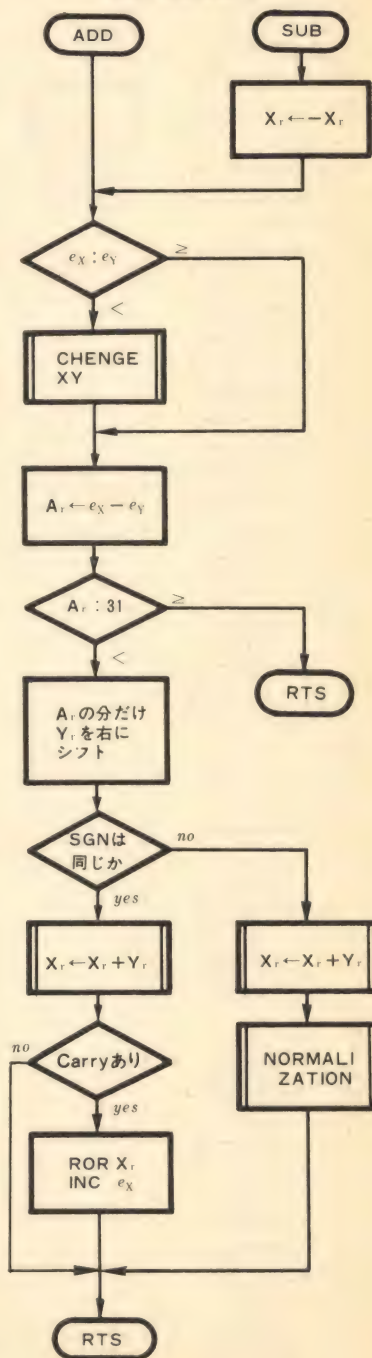 ADD
SUB
Xr←−Xr
eX : eY
≥
<
CHENGE
XY
Ar←eX−eY
Ar : 31
≥
<
RTS
Arの分だけ
Yrを右に
シフト
SGNは
同じか
no
yes
Xr←Xr+Yr
Xr←Xr+Yr
no
Carryあり
NORMALI
ZATION
yes
ROR Xr
INC eX
RTS